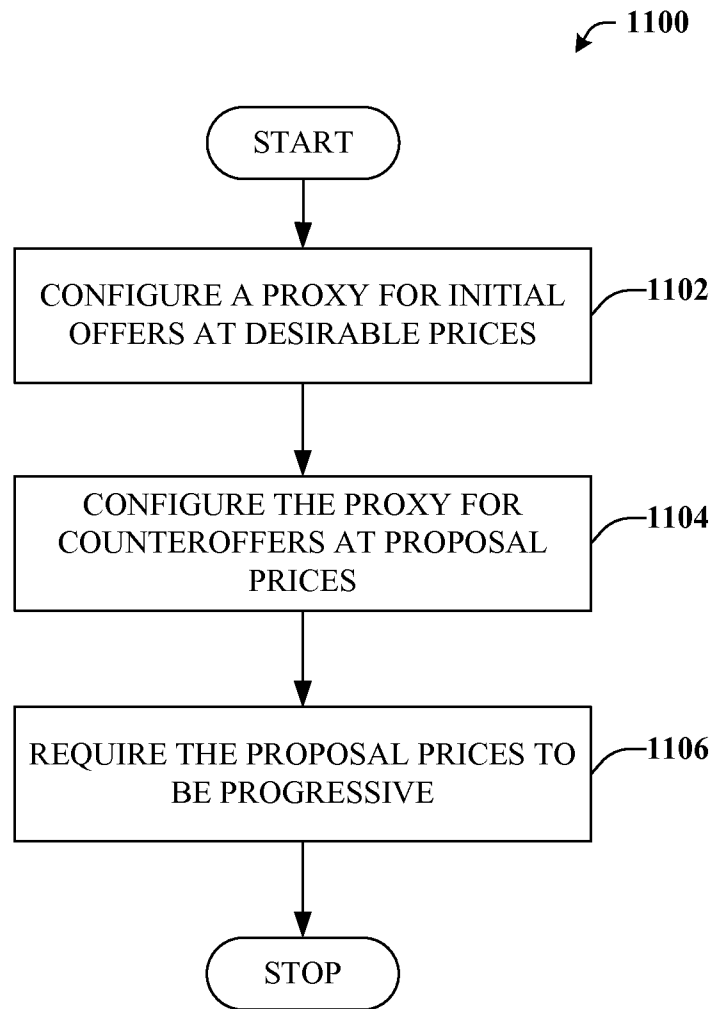 1100
START
CONFIGURE A PROXY FOR INITIAL
OFFERS AT DESIRABLE PRICES
1102
CONFIGURE THE PROXY FOR
COUNTEROFFERS AT PROPOSAL
PRICES
1104
REQUIRE THE PROPOSAL PRICES TO
BE PROGRESSIVE
1106
STOP